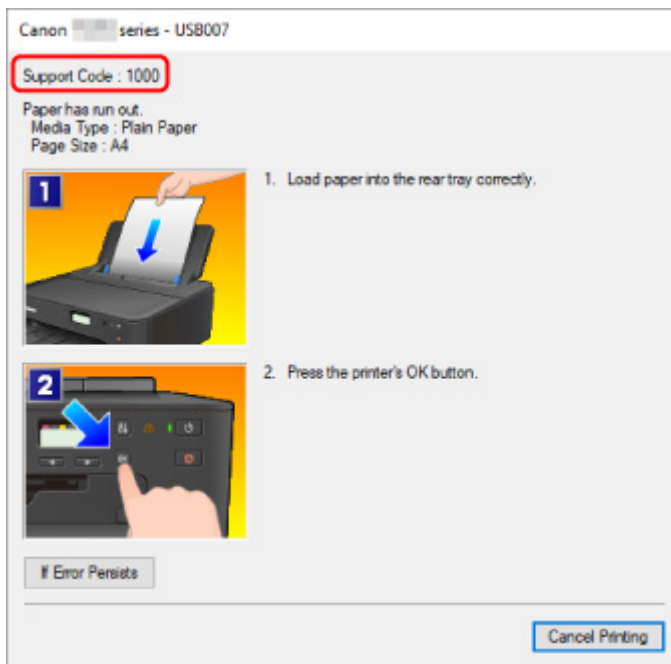 Canon series - USB007
Support Code : 1000
Paper has run out.
Media Type : Plain Paper
Page Size : A4
1
1. Load paper into the rear tray correctly.
2
2. Press the printer's OK button.
OK
If Error Persists
Cancel Printing